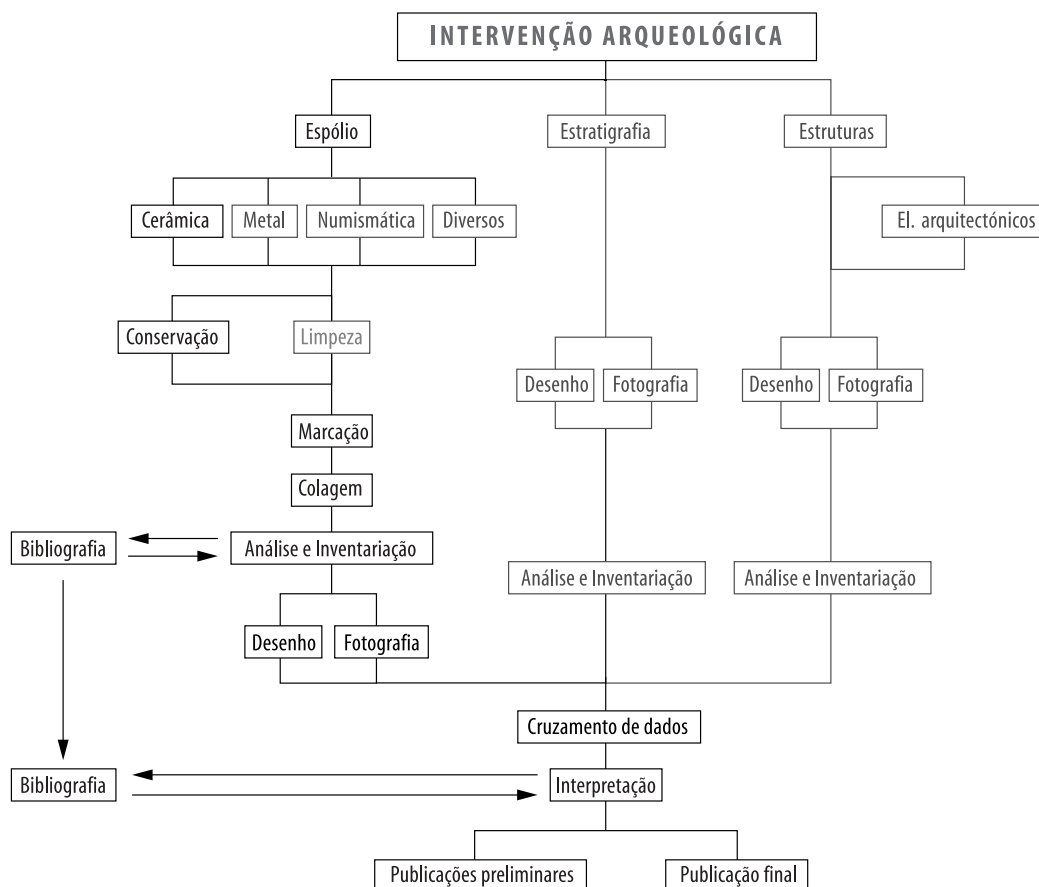 INTERVENÇÃO ARQUEOLÓGICA
Espólio
Estratigrafia
Estruturas
Cerâmica
Metal
Numismática
Diversos
El. arquitectónicos
Conservação
Limpeza
Desenho
Fotografia
Desenho
Fotografia
Marcação
Colagem
Bibliografia
Análise e Inventariação
Análise e Inventariação
Análise e Inventariação
Desenho
Fotografia
Cruzamento de dados
Bibliografia
Interpretação
Publicações preliminares
Publicação final